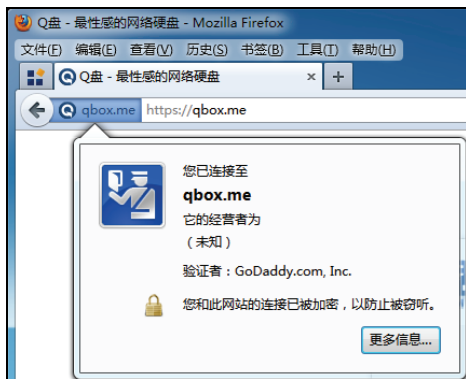 Q盘 - 最性感的网络硬盘 - Mozilla Firefox
文件(F) 编辑(E) 查看(V) 历史(S) 书签(B) 工具(T) 帮助(H)
Q盘 - 最性感的网络硬盘 × +
qbox.me https://qbox.me
您已连接至
qbox.me
它的经营者为
（未知）
验证者：GoDaddy.com, Inc.
您和此网站的连接已被加密，以防止被窃听。
更多信息...